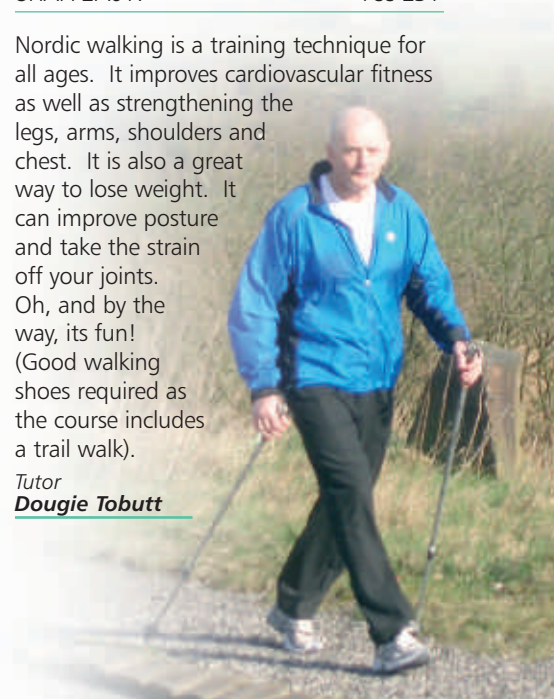 Nordic walking is a training technique for
all ages. It improves cardiovascular fitness
as well as strengthening the
legs, arms, shoulders and
chest. It is also a great
way to lose weight. It
can improve posture
and take the strain
off your joints.
Oh, and by the
way, its fun!
(Good walking
shoes required as
the course includes
a trail walk).
Tutor
Dougie Tobutt